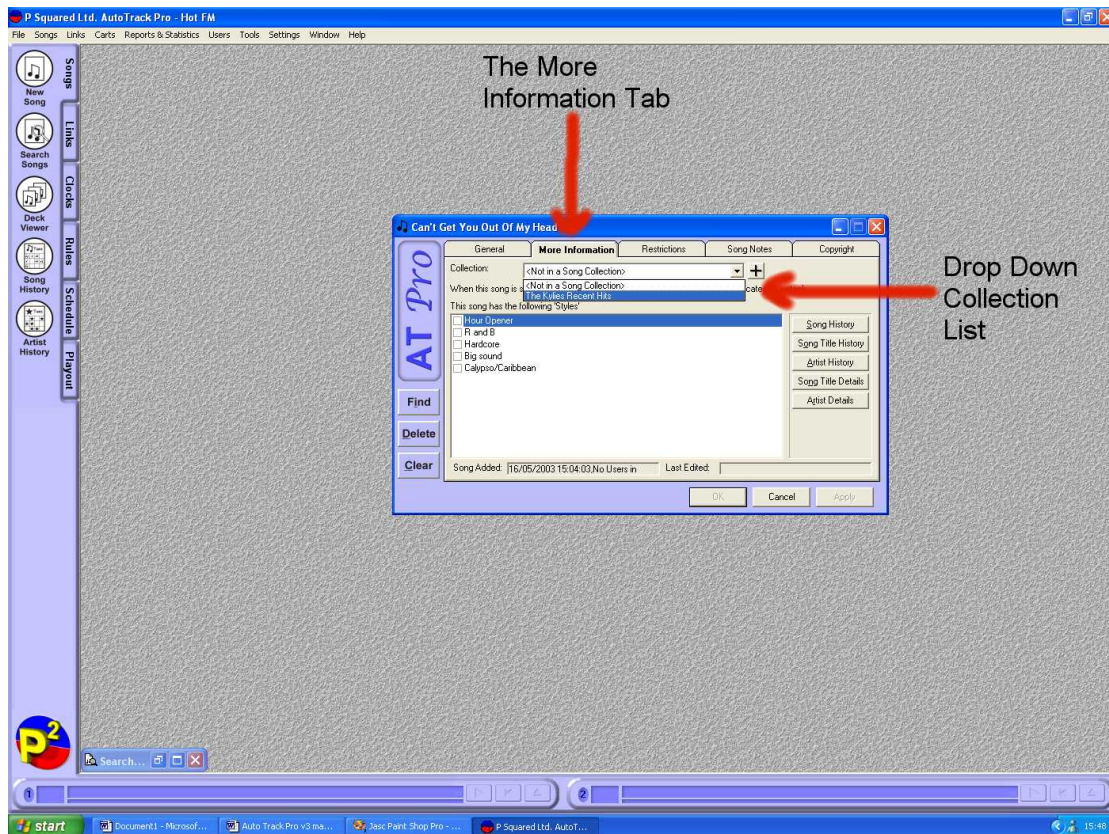 P Squared Ltd. AutoTrack Pro - Hot FM
File Songs Links Carts Reports & Statistics Users Tools Settings Window Help
New
Song
Search
Songs
Deck
Viewer
Song
History
Artist
History
Songs
Links
Clocks
Rules
Schedule
Playout
The More
Information Tab
Can't Get You Out Of My Head
General More Information Restrictions Song Notes Copyright
AT Pro
Collection: <Not in a Song Collection>
<Not in a Song Collection>
When this song is
The Kylies Recent Hits
This song has the following 'Styles'
Hour Opener
R and B
Hardcore
Big sound
Calypso/Caribbean
Song History
Song Title History
Artist History
Song Title Details
Artist Details
Find
Delete
Clear
Song Added: 16/05/2003 15:04:03,No Users in Last Edited:
OK Cancel Apply
Drop Down
Collection
List
P2
Search...
1
2
start Document1 - Microsof... Auto Track Pro v3 ma... Jasc Paint Shop Pro - ... P Squared Ltd. AutoT... 15:48